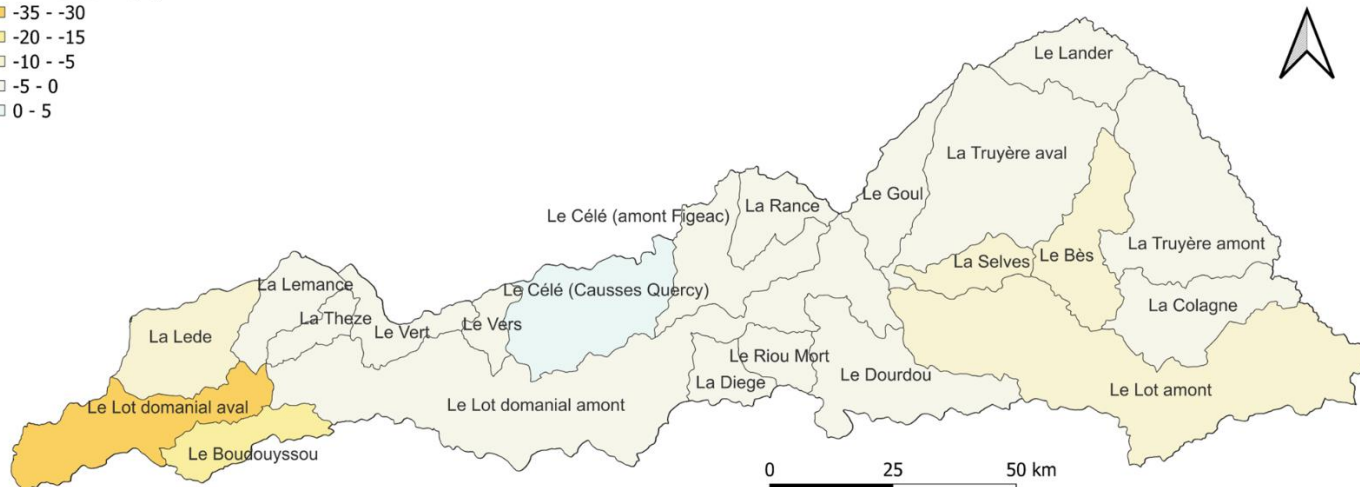 -35 - -30
-20 - -15
-10 - -5
-5 - 0
0 - 5
Le Lander
La Truyère aval
Le Goul
La Rance
Le Célé (amont Figeac)
La Truyère amont
Le Bès
La Selves
La Lemance
Le Célé (Causses Quercy)
La Colagne
La Theze
Le Vers
Le Vert
La Lede
Le Riou Mort
Le Dourdou
La Diege
Le Lot amont
Le Lot domanial amont
Le Lot domanial aval
Le Boudouyssou
0 25 50 km